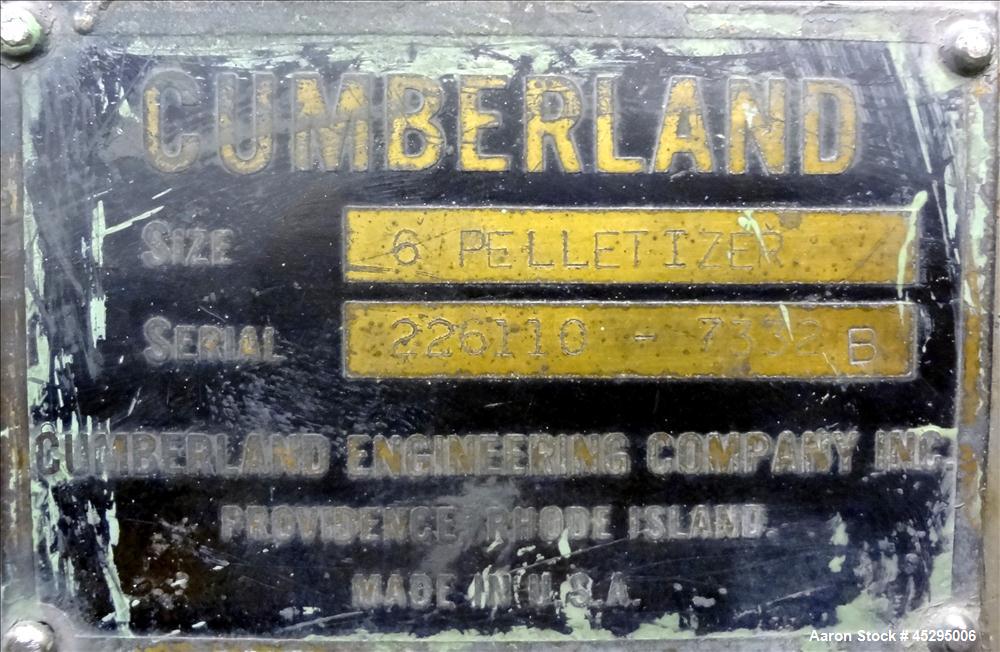 CUMBERLAND
SIZE 6 PELLETIZER
SERIAL 226110 - 7332 B
CUMBERLAND ENGINEERING COMPANY INC.
PROVIDENCE, RHODE ISLAND.
MADE IN U.S.A.
Aaron Stock # 45295006